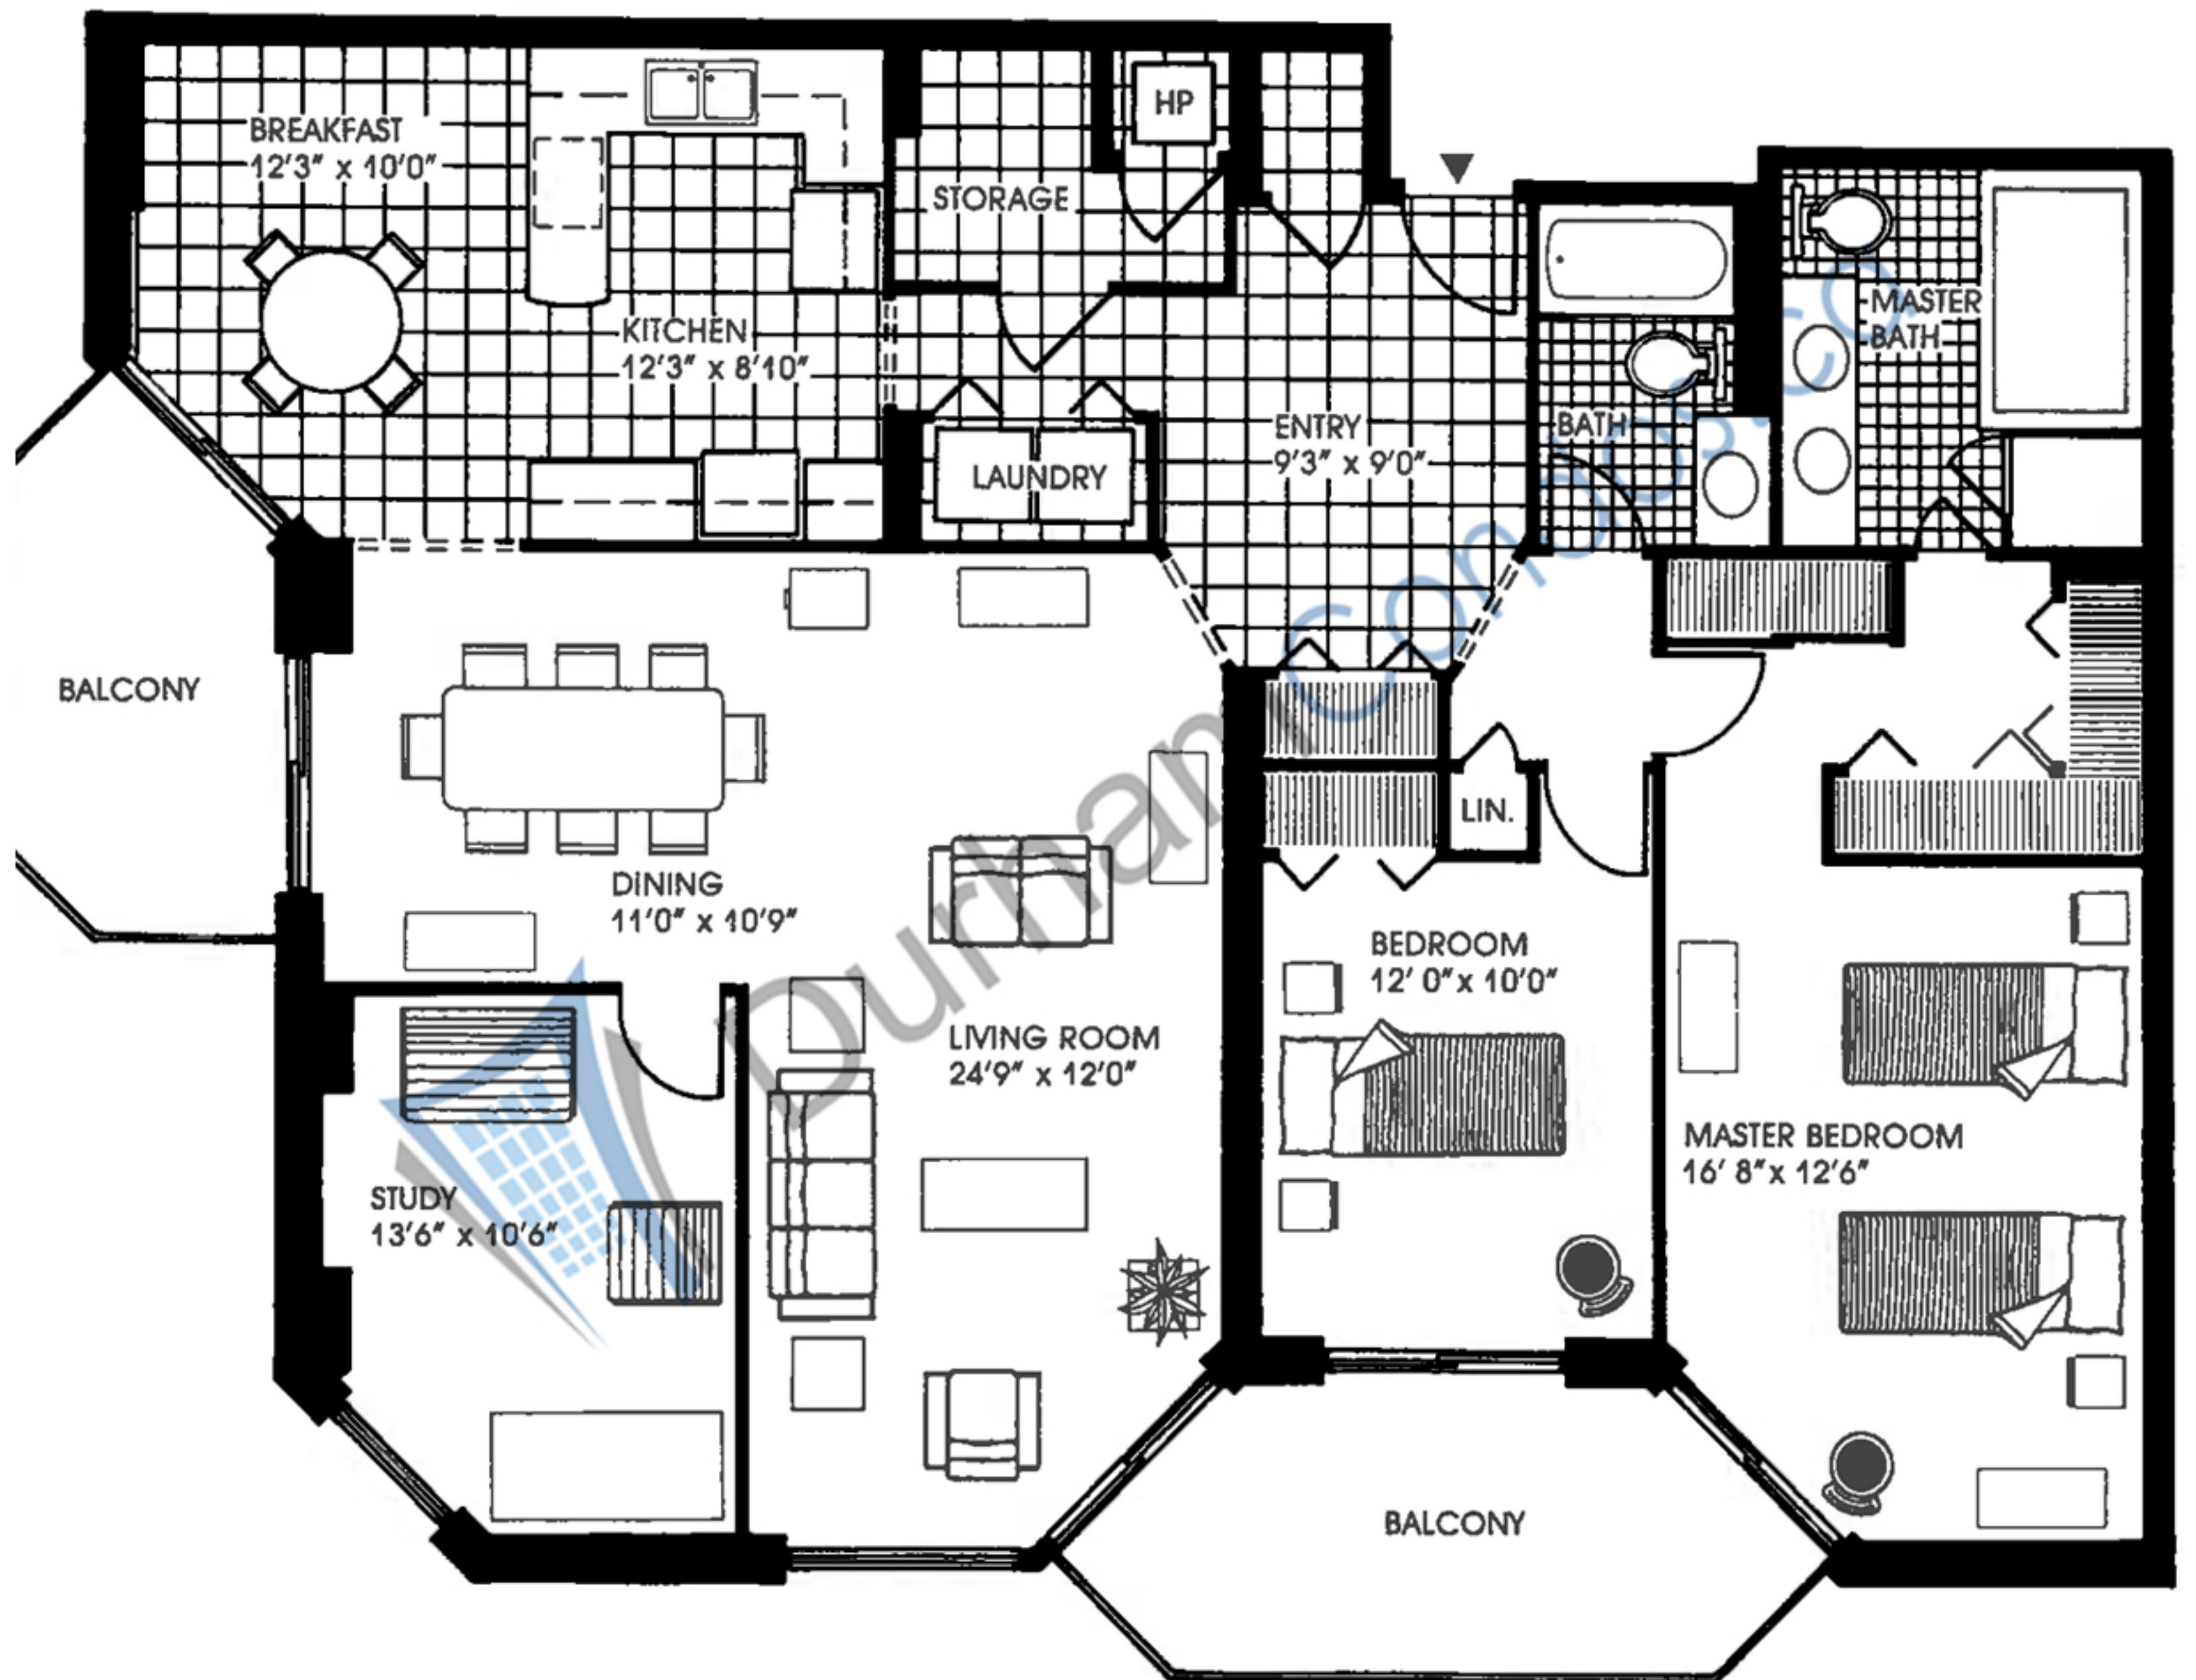 BREAKFAST
12'3" x 10'0"
HP
STORAGE
KITCHEN
12'3" x 8'10"
MASTER
BATH
BATH
ENTRY
9'3" x 9'0"
LAUNDRY
BALCONY
LIN.
DINING
11'0" x 10'9"
BEDROOM
12' 0" x 10'0"
LIVING ROOM
24'9" x 12'0"
MASTER BEDROOM
16' 8" x 12'6"
STUDY
13'6" x 10'6"
BALCONY
Durham Condos.co